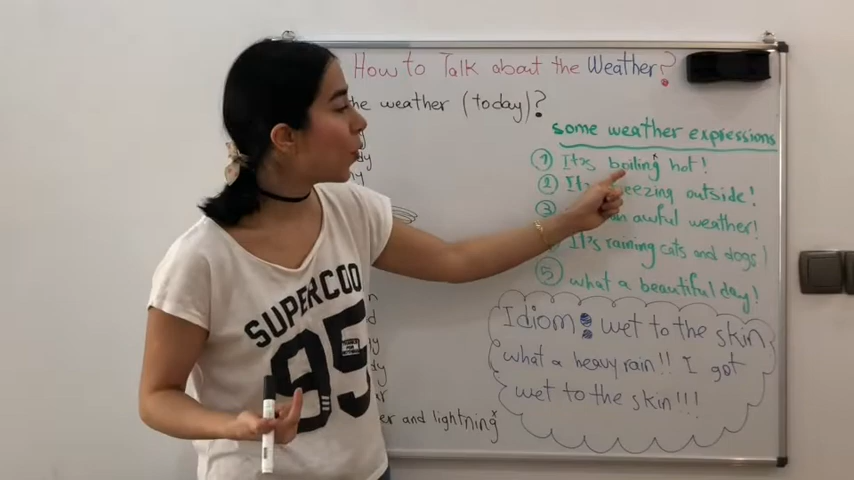 How to Talk about the Weather?
the weather (today)?
some weather expressions
① It's boiling hot!
② It's freezing outside!
③ an awful weather!
It's raining cats and dogs!
⑤ what a beautiful day!
Idiom: wet to the skin
what a heavy rain!! I got
wet to the skin!!!
and lightning
SUPERCOO
95